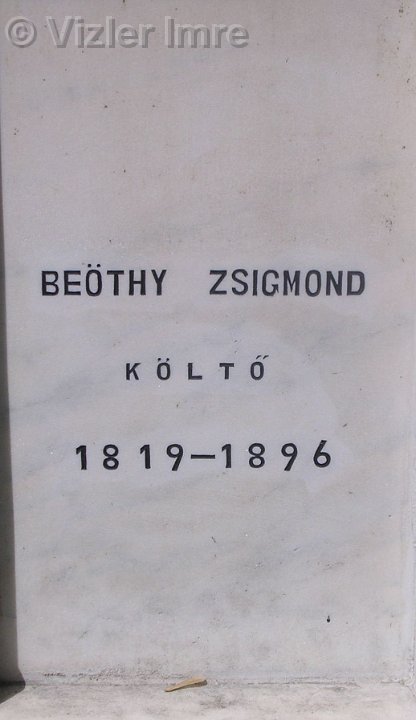 © Vizler Imre
BEÖTHY ZSIGMOND
KÖLTŐ
1819–1896